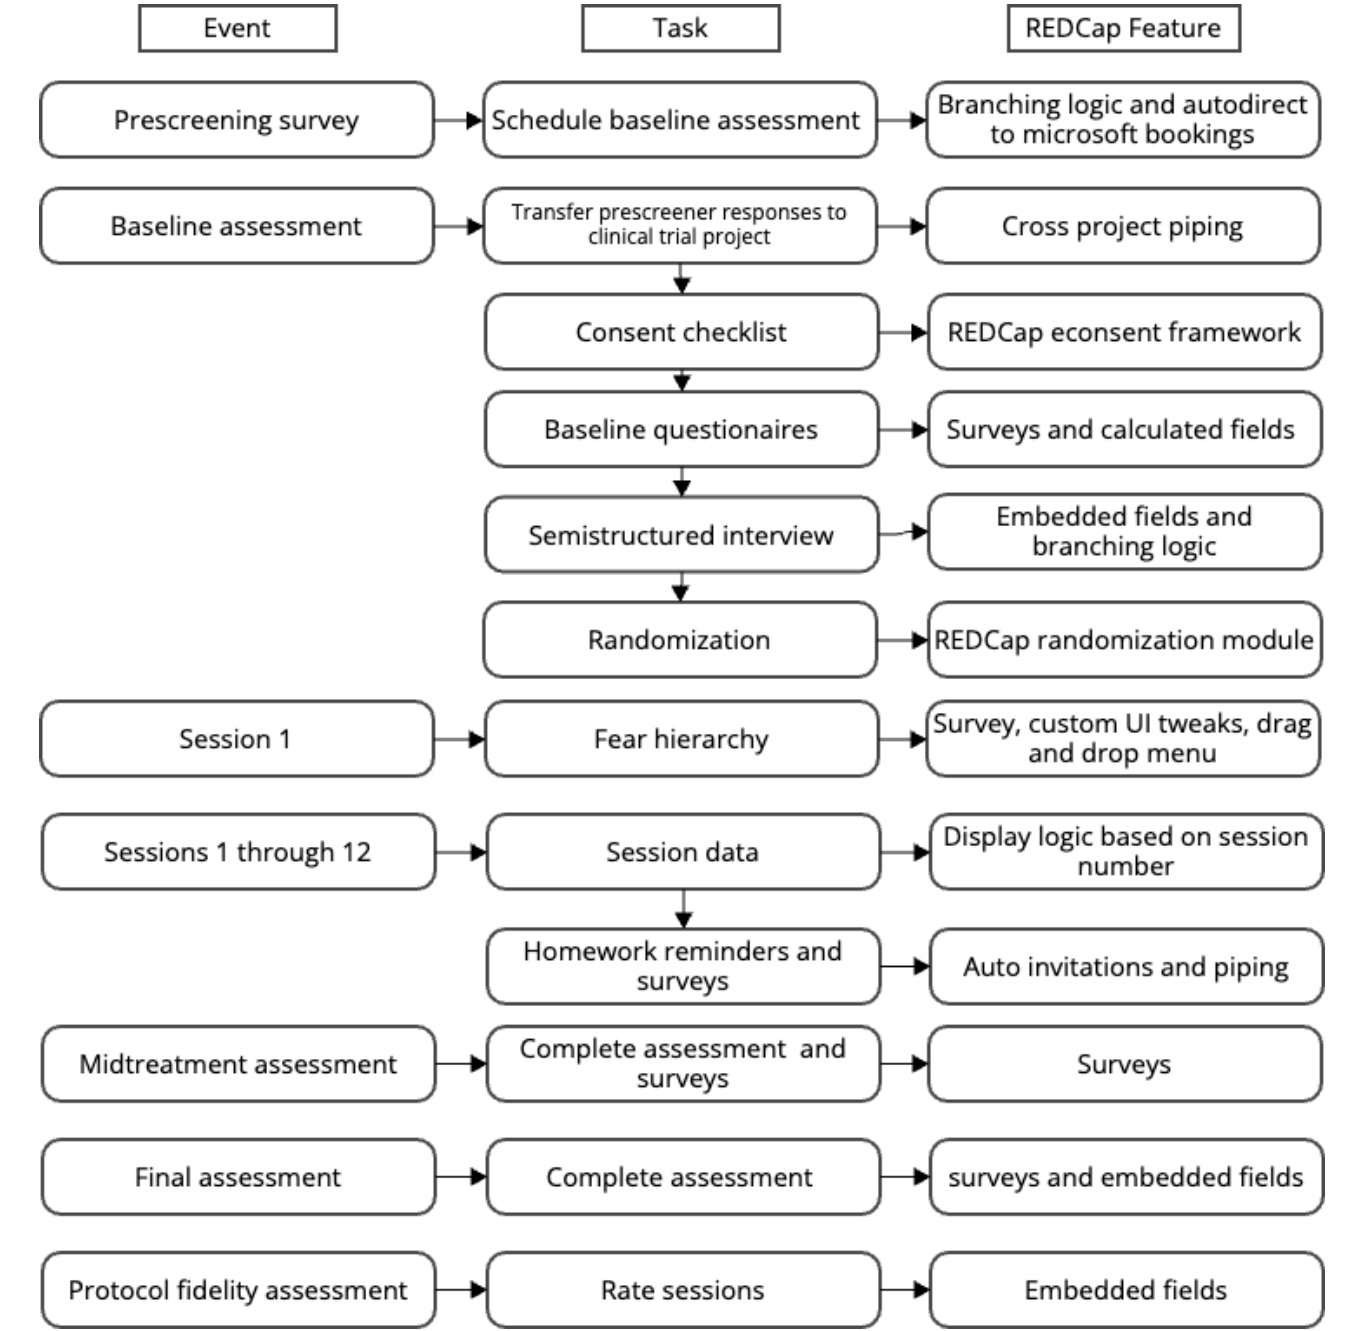 Event
Task
REDCap Feature
Prescreening survey
Schedule baseline assessment
Branching logic and autodirect
to microsoft bookings
Baseline assessment
Transfer prescreener responses to
clinical trial project
Cross project piping
Consent checklist
REDCap econsent framework
Baseline questionaires
Surveys and calculated fields
Semistructured interview
Embedded fields and
branching logic
Randomization
REDCap randomization module
Session 1
Fear hierarchy
Survey, custom UI tweaks, drag
and drop menu
Sessions 1 through 12
Session data
Display logic based on session
number
Homework reminders and
surveys
Auto invitations and piping
Midtreatment assessment
Complete assessment  and
surveys
Surveys
Final assessment
Complete assessment
surveys and embedded fields
Protocol fidelity assessment
Rate sessions
Embedded fields